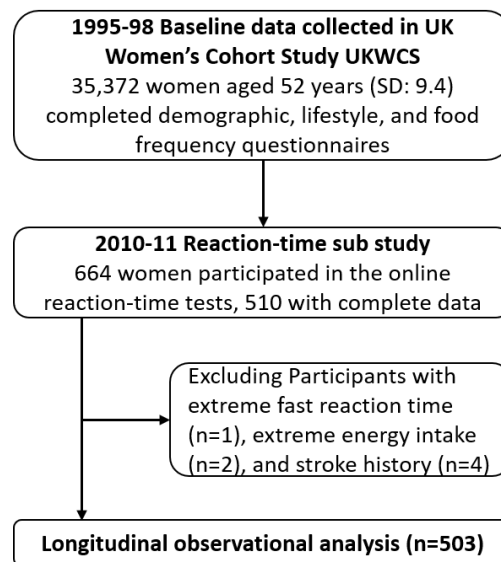 1995-98 Baseline data collected in UK
Women’s Cohort Study UKWCS
35,372 women aged 52 years (SD: 9.4)
completed demographic, lifestyle, and food
frequency questionnaires
2010-11 Reaction-time sub study
664 women participated in the online
reaction-time tests, 510 with complete data
Excluding Participants with
extreme fast reaction time
(n=1), extreme energy intake
(n=2), and stroke history (n=4)
Longitudinal observational analysis (n=503)